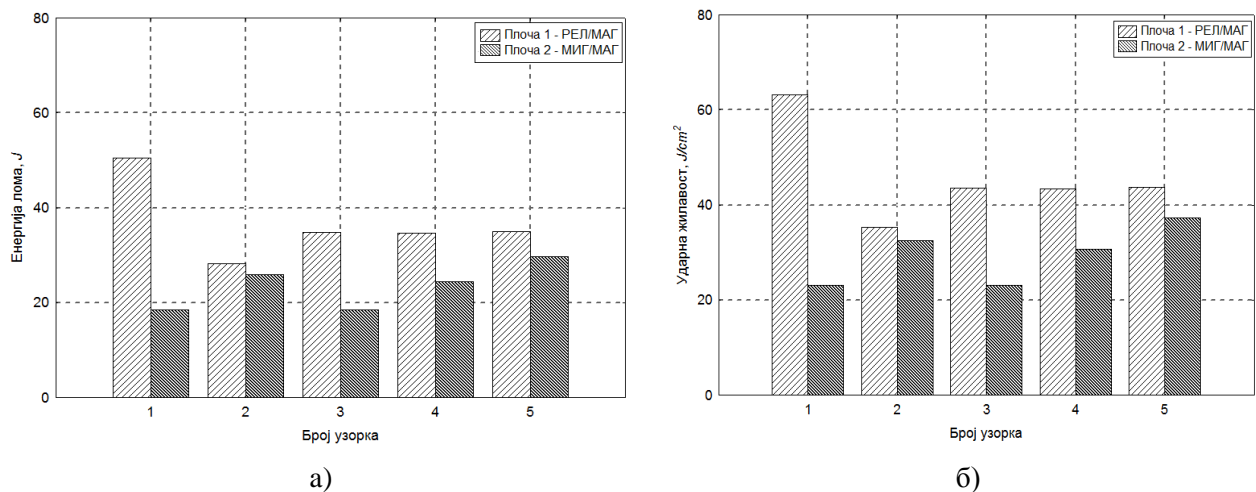 80
60
40
20
0
Енергија лома, J
Плоча 1 - РЕЛ/МАГ
Плоча 2 - МИГ/МАГ
1 2 3 4 5
Број узорка
а)
80
60
40
20
0
Ударна жилавост, J/cm²
Плоча 1 - РЕЛ/МАГ
Плоча 2 - МИГ/МАГ
1 2 3 4 5
Број узорка
б)